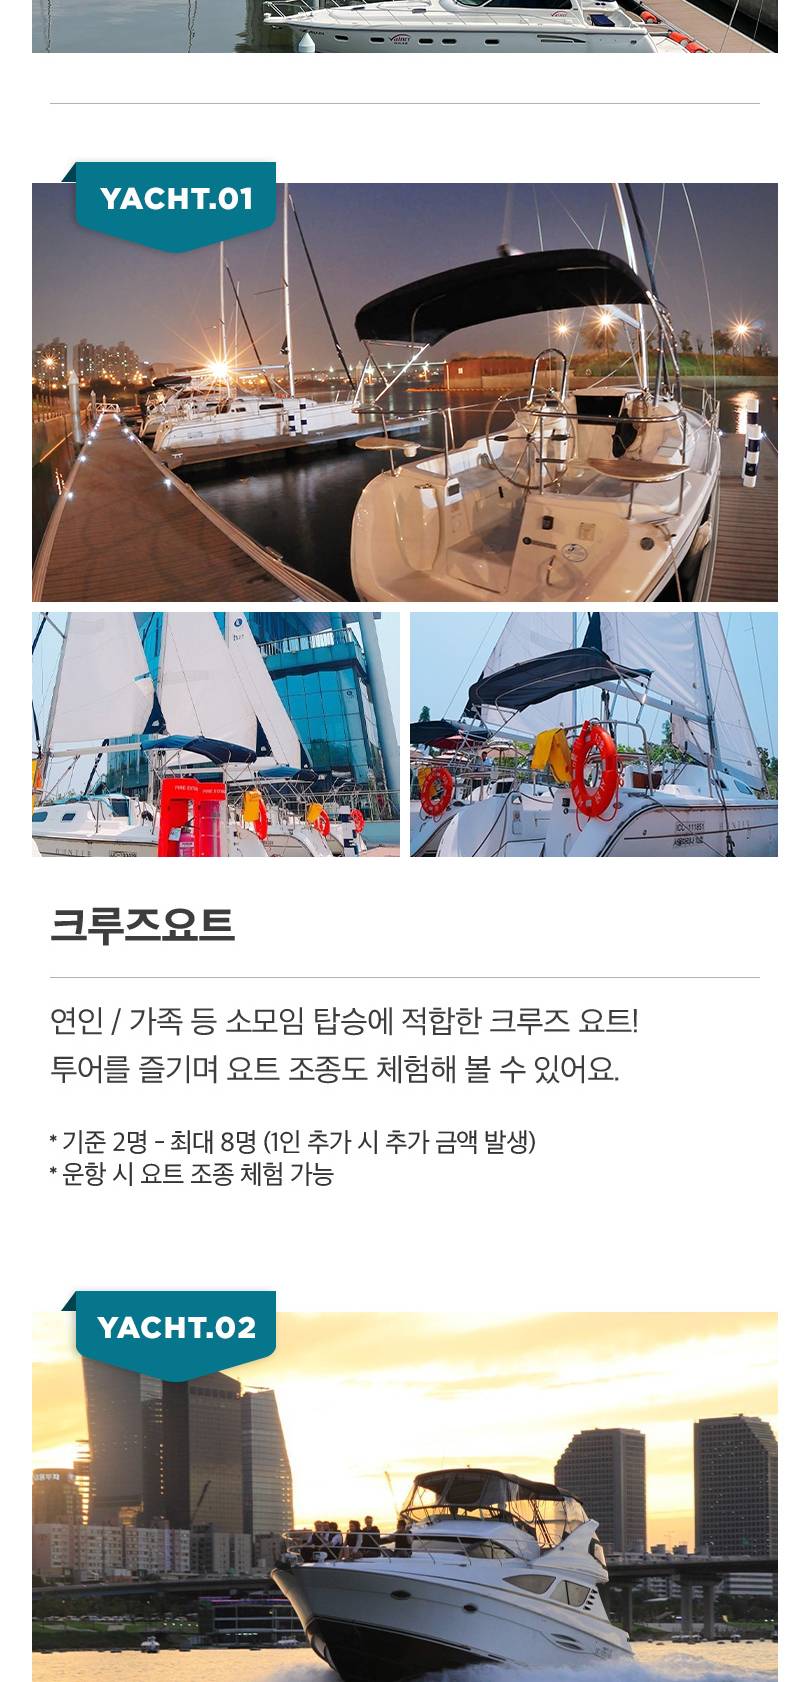 YACHT.01
크루즈요트
연인 / 가족 등 소모임 탑승에 적합한 크루즈 요트!
투어를 즐기며 요트 조종도 체험해 볼 수 있어요.
* 기준 2명 - 최대 8명 (1인 추가 시 추가 금액 발생)
* 운항 시 요트 조종 체험 가능
YACHT.02